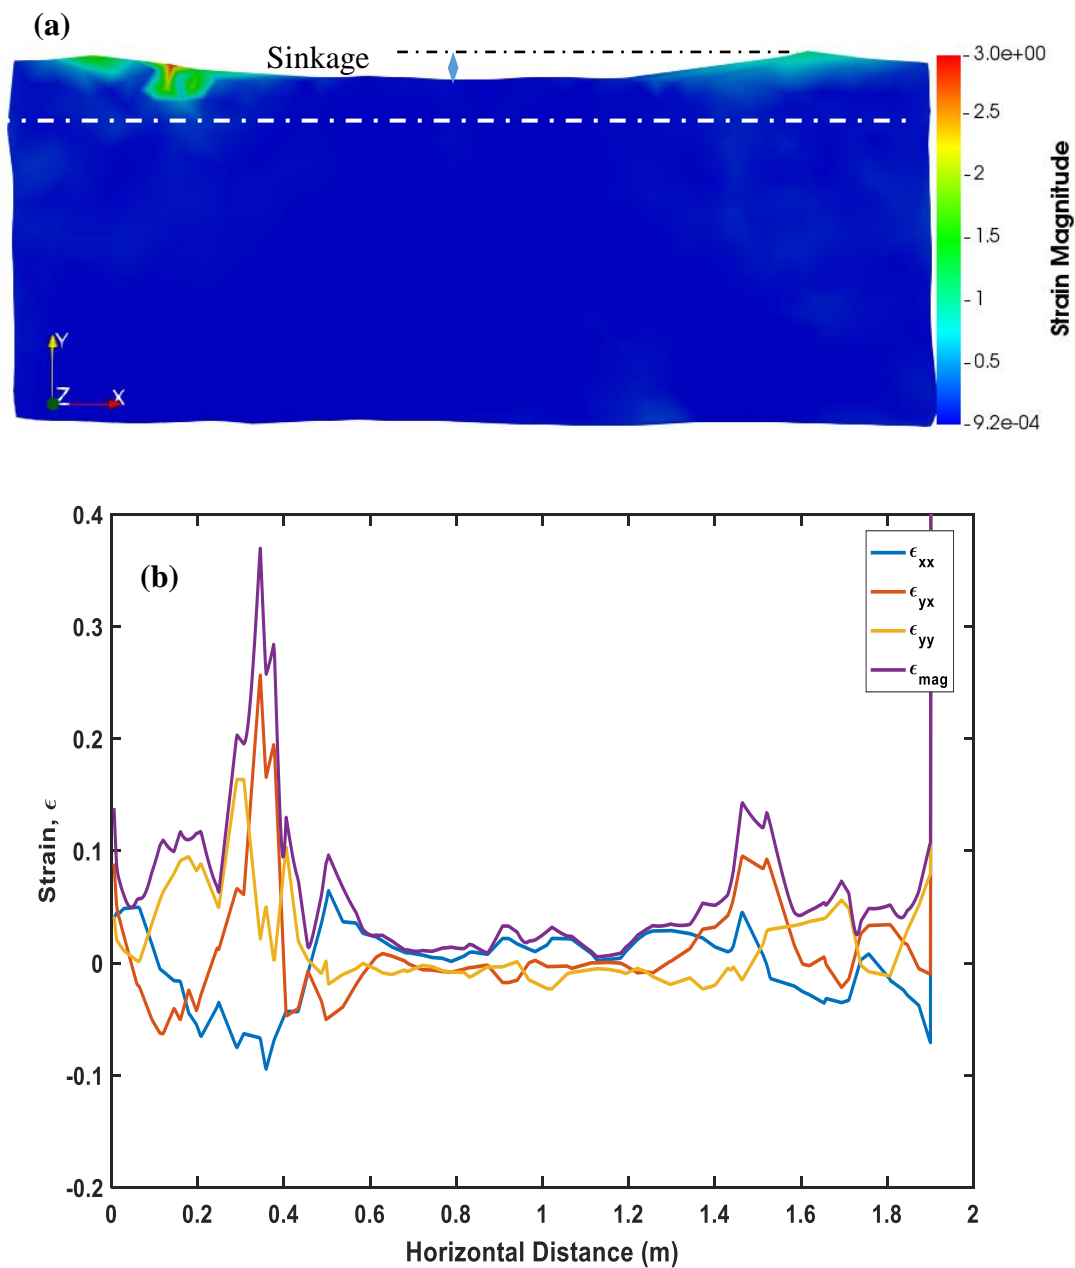 (a)
Sinkage
3.0e+00
2.5
2
1.5
1
0.5
9.2e-04
Strain Magnitude
Y
Z X
(b)
0.4
0.3
0.2
0.1
0
-0.1
-0.2
Strain, ϵ
ϵxx
ϵyx
ϵyy
ϵmag
0 0.2 0.4 0.6 0.8 1 1.2 1.4 1.6 1.8 2
Horizontal Distance (m)